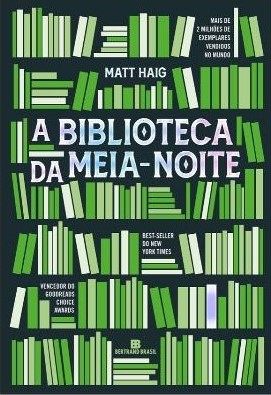 MAIS DE
2 MILHÕES DE
EXEMPLARES
VENDIDOS
NO MUNDO
MATT HAIG
A BIBLIOTECA
DA MEIA-NOITE
BEST-SELLER
DO NEW
YORK TIMES
VENCEDOR DO
GOODREADS
CHOICE
AWARDS
BERTRAND BRASIL